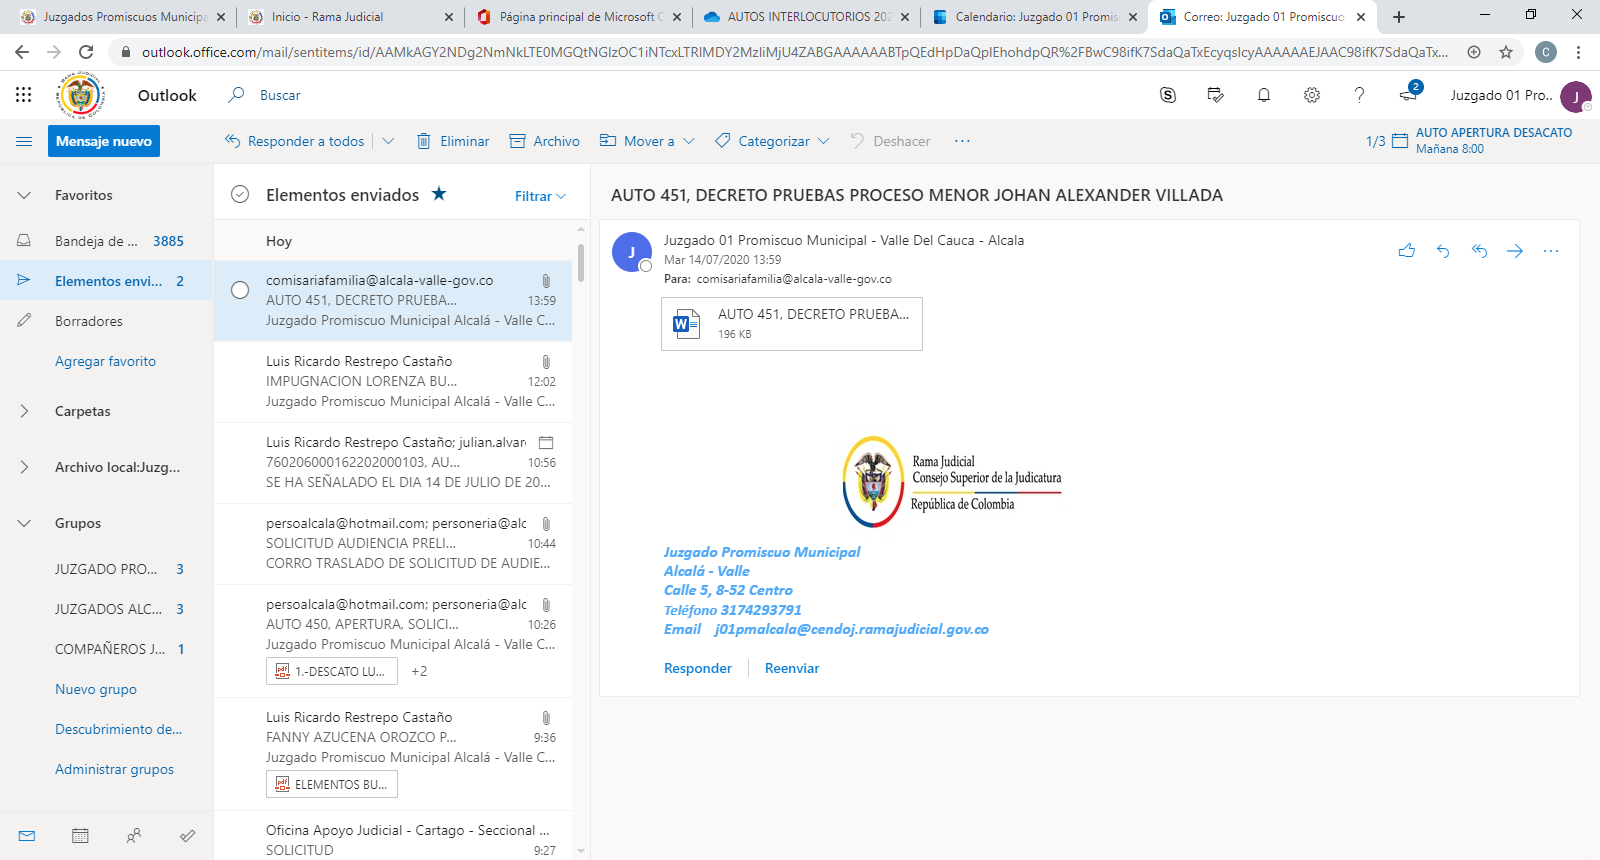 Juzgados Promiscuos Municipa
Inicio - Rama Judicial
Página principal de Microsoft O
AUTOS INTERLOCUTORIOS 202
Calendario: Juzgado 01 Promis
Correo: Juzgado 01 Promiscuo
Outlook
Buscar
2
Juzgado 01 Pro..
J
Mensaje nuevo
Responder a todos
Eliminar
Archivo
Mover a
Categorizar
Deshacer
1/3
AUTO APERTURA DESACATO
Mañana 8:00
Favoritos
Bandeja de ... 3885
Elementos envi... 2
Borradores
Agregar favorito
Carpetas
Archivo local:Juzg...
Grupos
JUZGADO PRO... 3
JUZGADOS ALC... 3
COMPAÑEROS J... 1
Nuevo grupo
Descubrimiento de...
Administrar grupos
Elementos enviados
Filtrar
Hoy
comisariafamilia@alcala-valle-gov.co
AUTO 451, DECRETO PRUEBA... 13:59
Juzgado Promiscuo Municipal Alcalá - Valle C...
Luis Ricardo Restrepo Castaño
IMPUGNACION LORENZA BU... 12:02
Juzgado Promiscuo Municipal Alcalá - Valle C...
Luis Ricardo Restrepo Castaño; julian.alvare
760206000162202000103, AU... 10:56
SE HA SEÑALADO EL DIA 14 DE JULIO DE 20...
persoalcala@hotmail.com; personeria@alc
SOLICITUD AUDIENCIA PRELI... 10:44
CORRO TRASLADO DE SOLICITUD DE AUDIE...
persoalcala@hotmail.com; personeria@alc
AUTO 450, APERTURA, SOLICI... 10:26
Juzgado Promiscuo Municipal Alcalá - Valle C...
1.-DESCATO LU... +2
Luis Ricardo Restrepo Castaño
FANNY AZUCENA OROZCO P... 9:36
Juzgado Promiscuo Municipal Alcalá - Valle C...
ELEMENTOS BU...
Oficina Apoyo Judicial - Cartago - Seccional ...
SOLICITUD 9:27
AUTO 451, DECRETO PRUEBAS PROCESO MENOR JOHAN ALEXANDER VILLADA
J
Juzgado 01 Promiscuo Municipal - Valle Del Cauca - Alcala
Mar 14/07/2020 13:59
Para: comisariafamilia@alcala-valle-gov.co
AUTO 451, DECRETO PRUEBA...
196 KB
Rama Judicial
Consejo Superior de la Judicatura
República de Colombia
Juzgado Promiscuo Municipal
Alcalá - Valle
Calle 5, 8-52 Centro
Teléfono 3174293791
Email j01pmalcala@cendoj.ramajudicial.gov.co
Responder
Reenviar